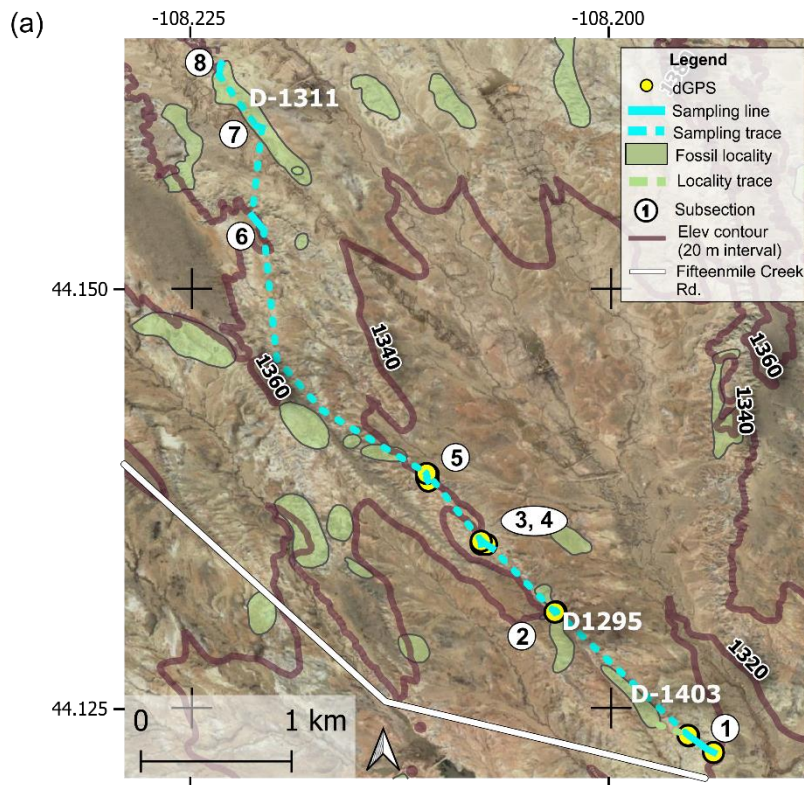 (a)
-108.225
-108.200
8
D-1311
7
6
44.150
1340
1360
5
3, 4
2
D1295
D-1403
1
44.125
0
1 km
1320
1360
1340
1380
Legend
dGPS
Sampling line
Sampling trace
Fossil locality
Locality trace
1 Subsection
Elev contour
(20 m interval)
Fifteenmile Creek
Rd.